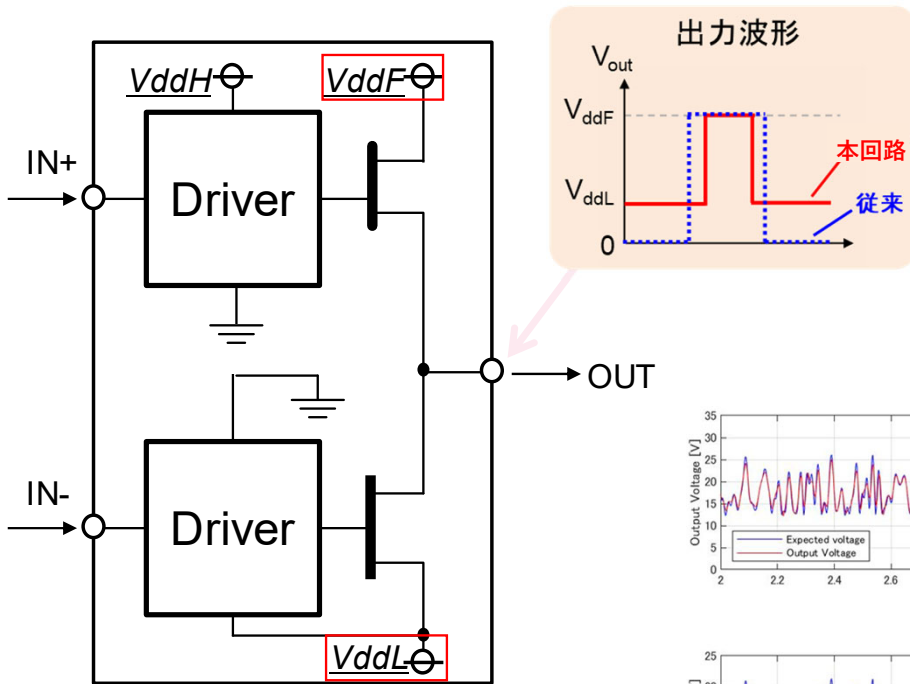 VddH
VddF
IN+
Driver
OUT
IN-
Driver
VddL
出力波形
Vout
VddF
VddL
0
本回路
従来
35
30
25
20
15
10
5
0
Output Voltage [V]
Expected voltage
Output Voltage
2
2.2
2.4
2.6
25